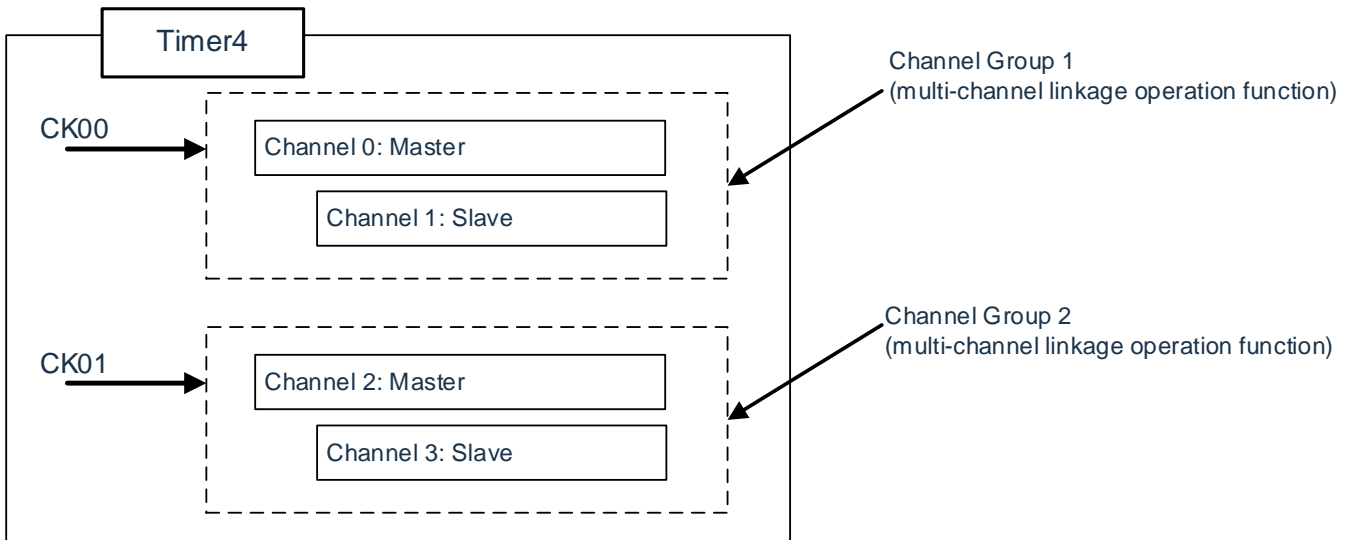 Timer4
Channel Group 1
(multi-channel linkage operation function)
CK00
Channel 0: Master
Channel 1: Slave
Channel Group 2
(multi-channel linkage operation function)
CK01
Channel 2: Master
Channel 3: Slave